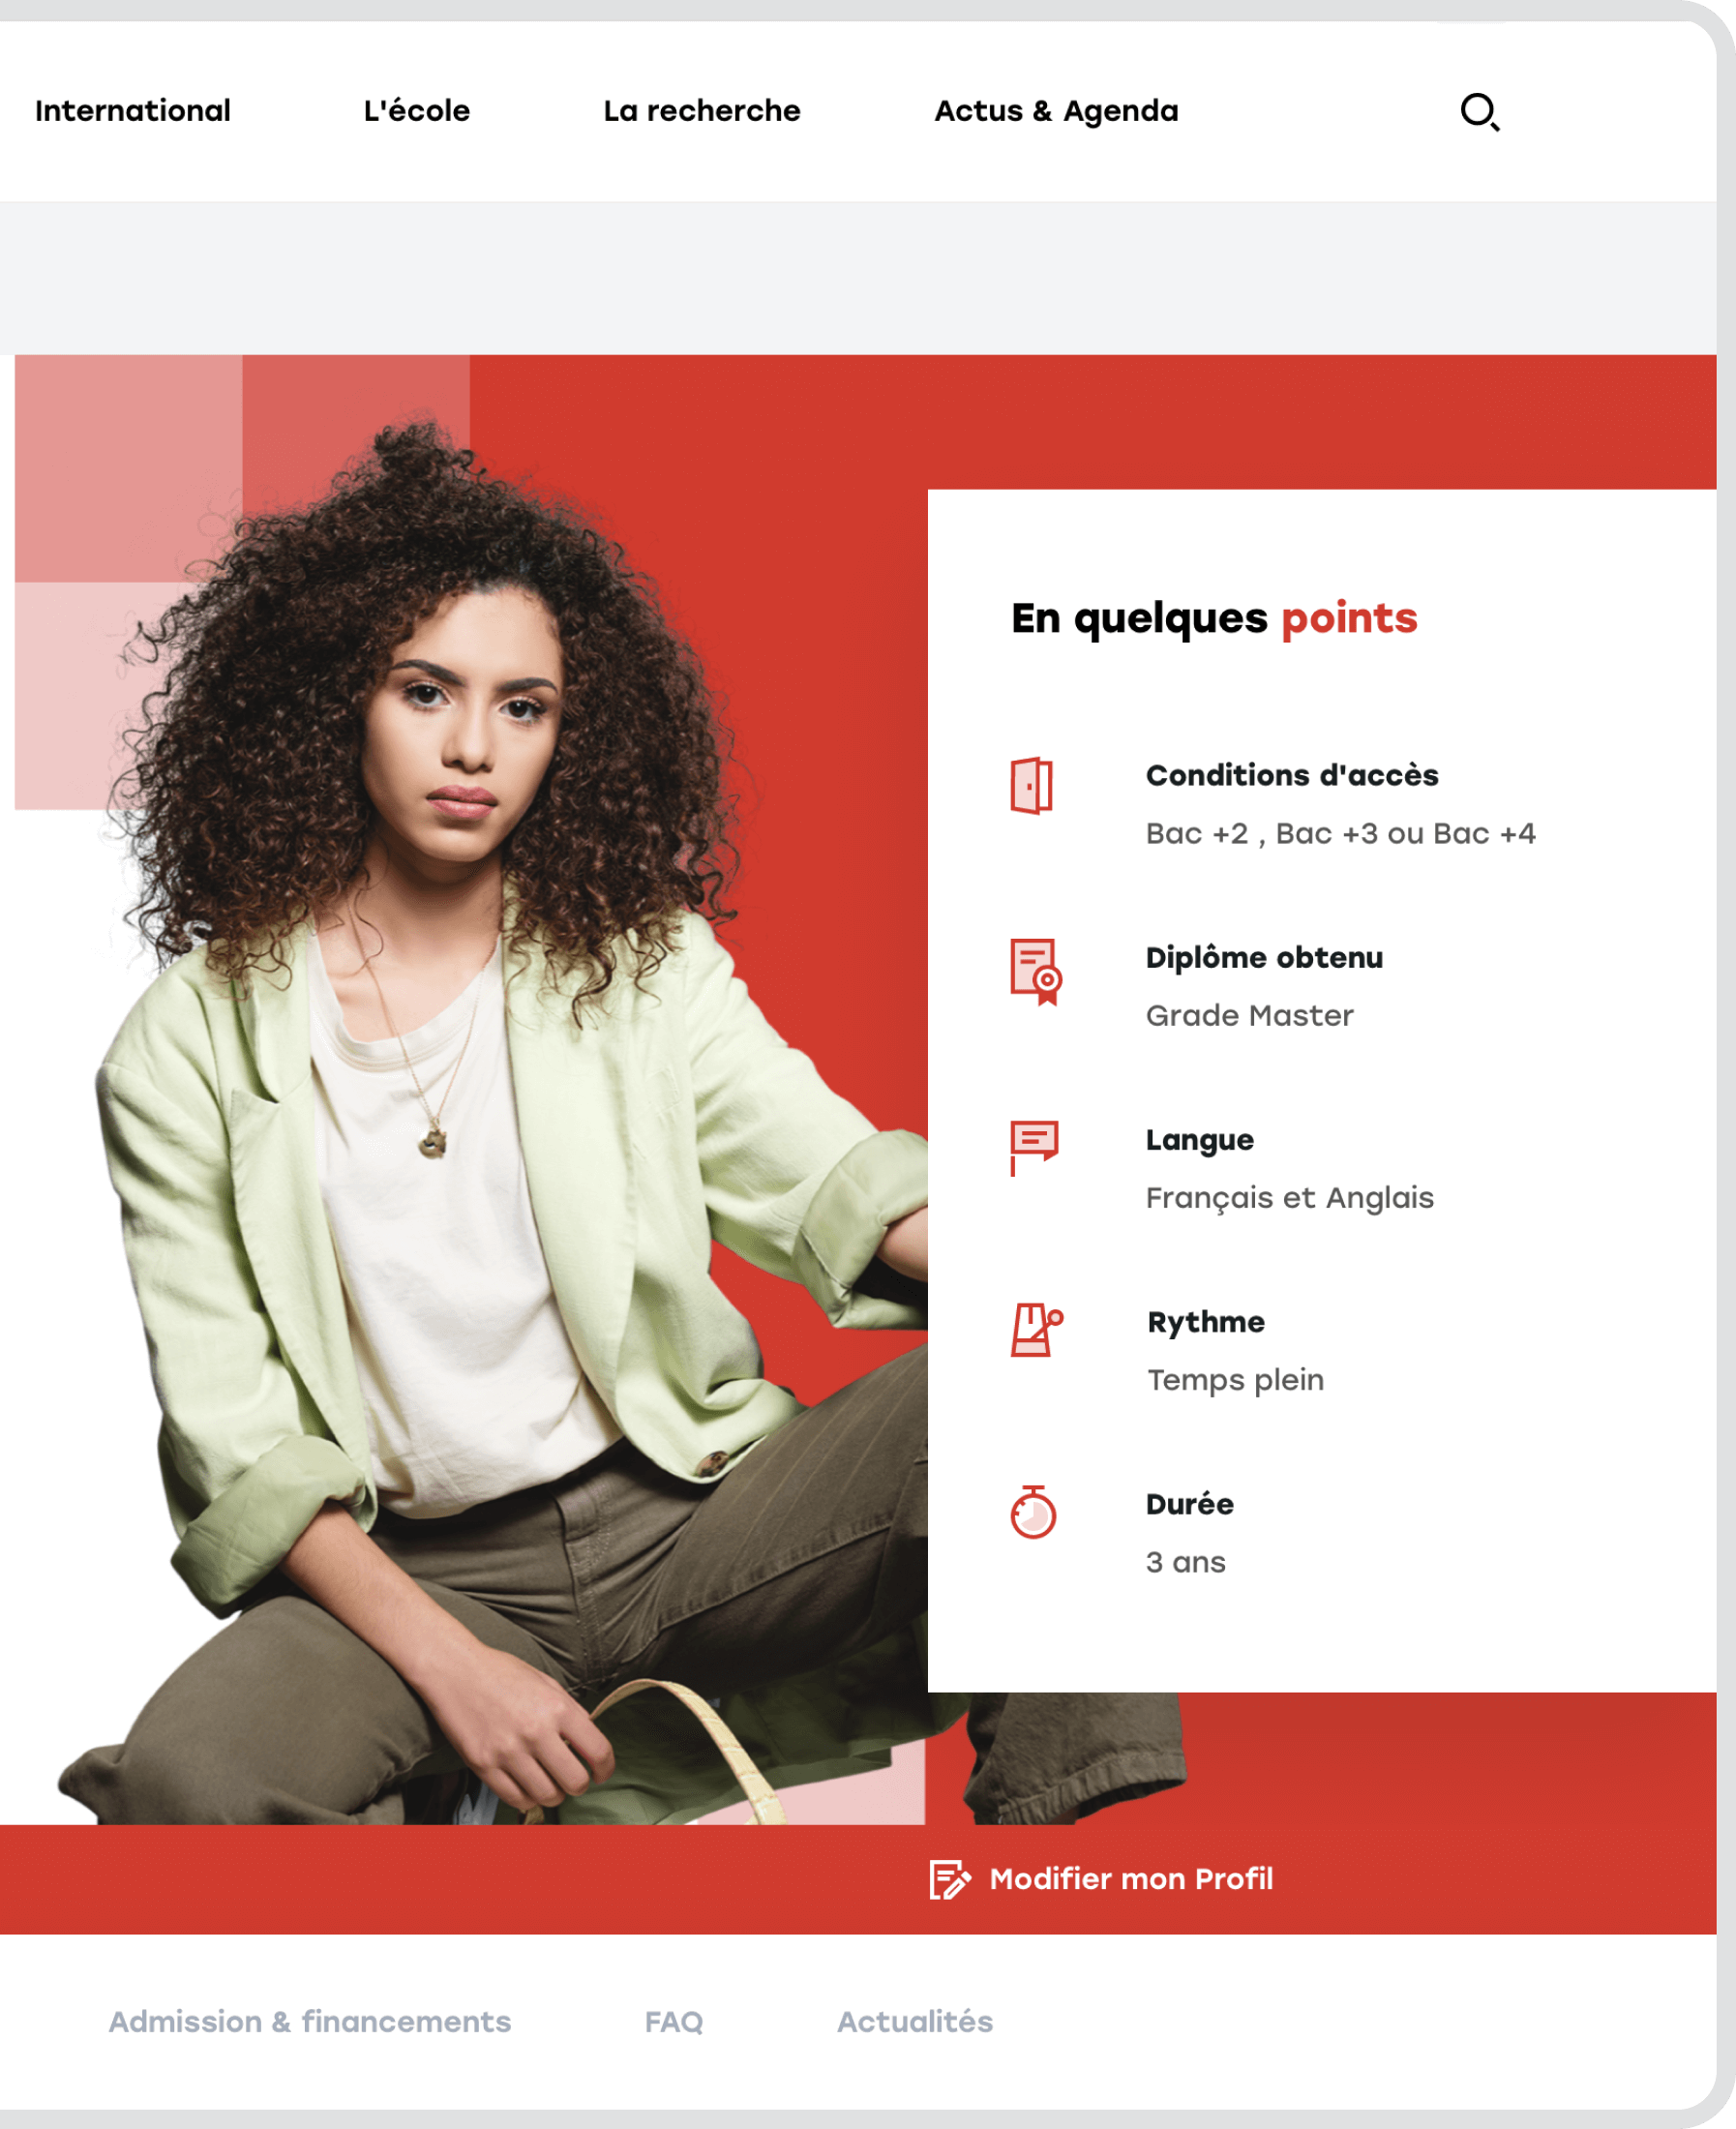 International L'école La recherche Actus & Agenda
En quelques points
Conditions d'accès
Bac +2 , Bac +3 ou Bac +4
Diplôme obtenu
Grade Master
Langue
Français et Anglais
Rythme
Temps plein
Durée
3 ans
Modifier mon Profil
Admission & financements FAQ Actualités